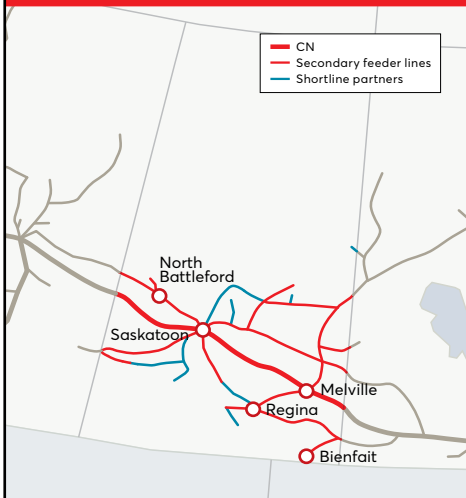 CN
Secondary feeder lines
Shortline partners
North
Battleford
Saskatoon
Melville
Regina
Bienfait